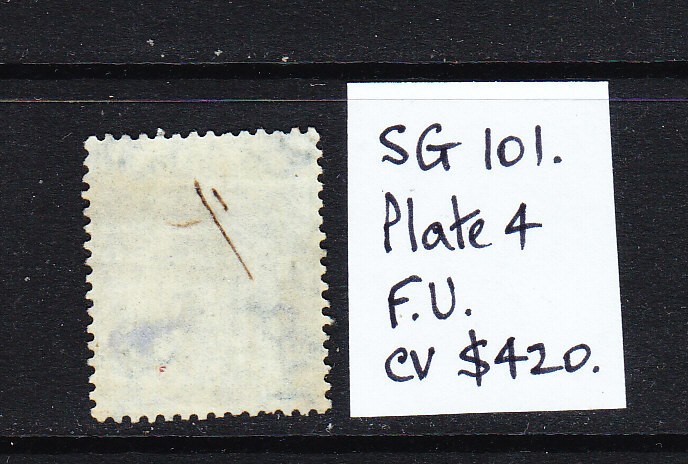 SG 101.
Plate 4
F.U.
CV $420.